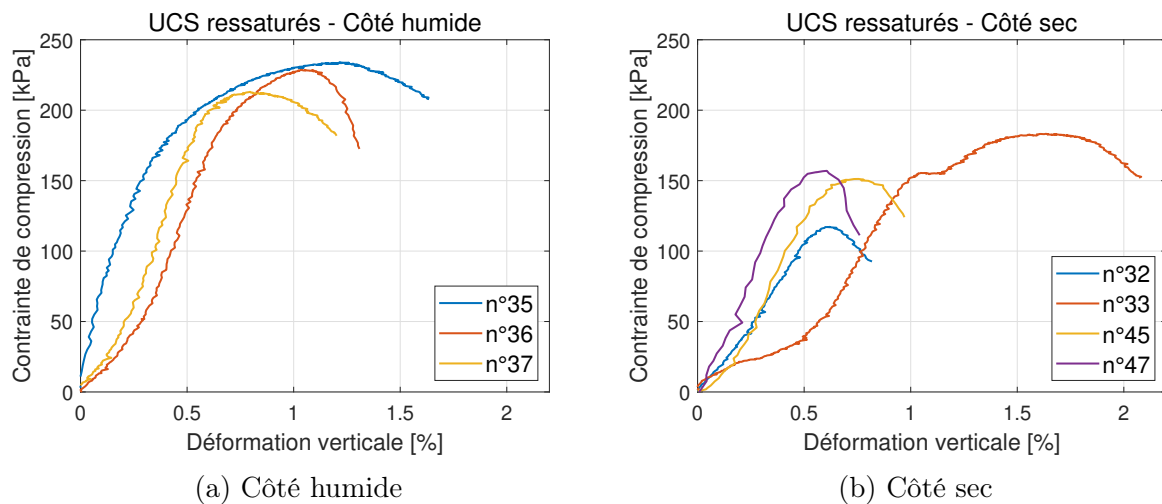 UCS ressaturés - Côté humide
250
200
150
100
50
0
0
0.5
1
1.5
2
Contrainte de compression [kPa]
Déformation verticale [%]
n°35
n°36
n°37
(a) Côté humide
UCS ressaturés - Côté sec
250
200
150
100
50
0
0
0.5
1
1.5
2
Contrainte de compression [kPa]
Déformation verticale [%]
n°32
n°33
n°45
n°47
(b) Côté sec